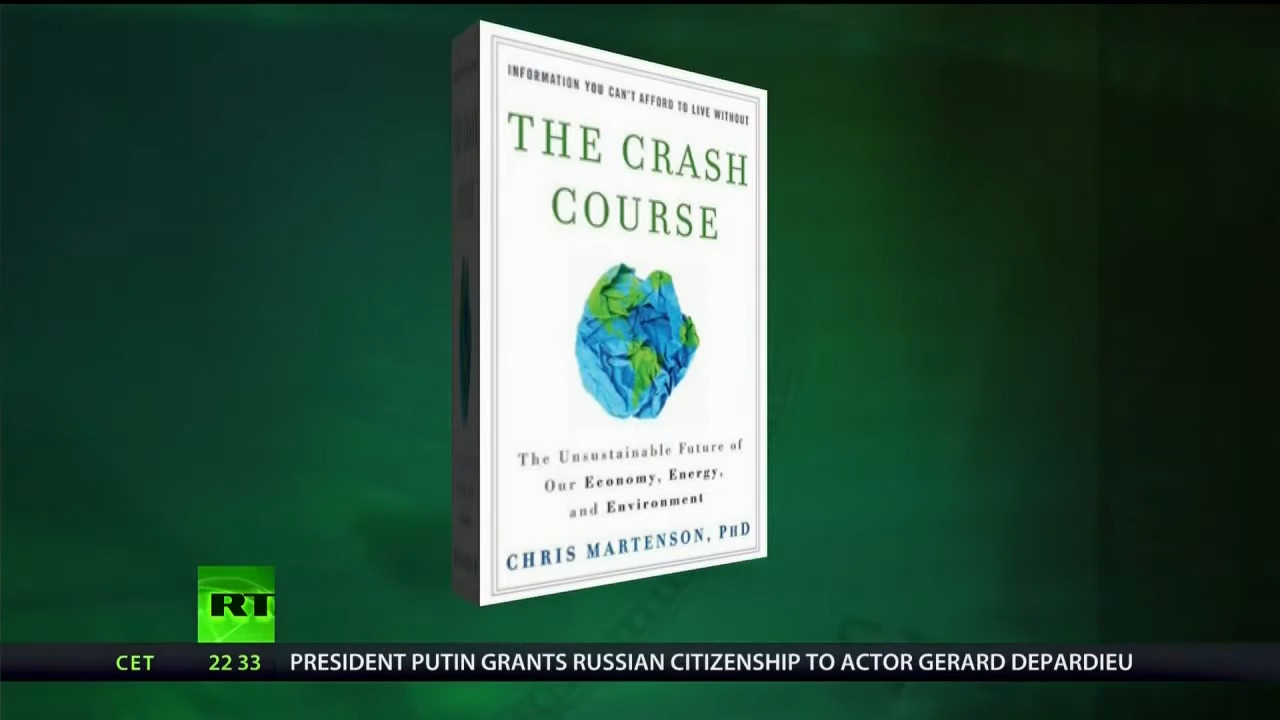 INFORMATION YOU CAN'T AFFORD TO LIVE WITHOUT
THE CRASH
COURSE
The Unsustainable Future of
Our Economy, Energy,
and Environment
CHRIS MARTENSON, PHD
RT
CET 22 33 PRESIDENT PUTIN GRANTS RUSSIAN CITIZENSHIP TO ACTOR GERARD DEPARDIEU